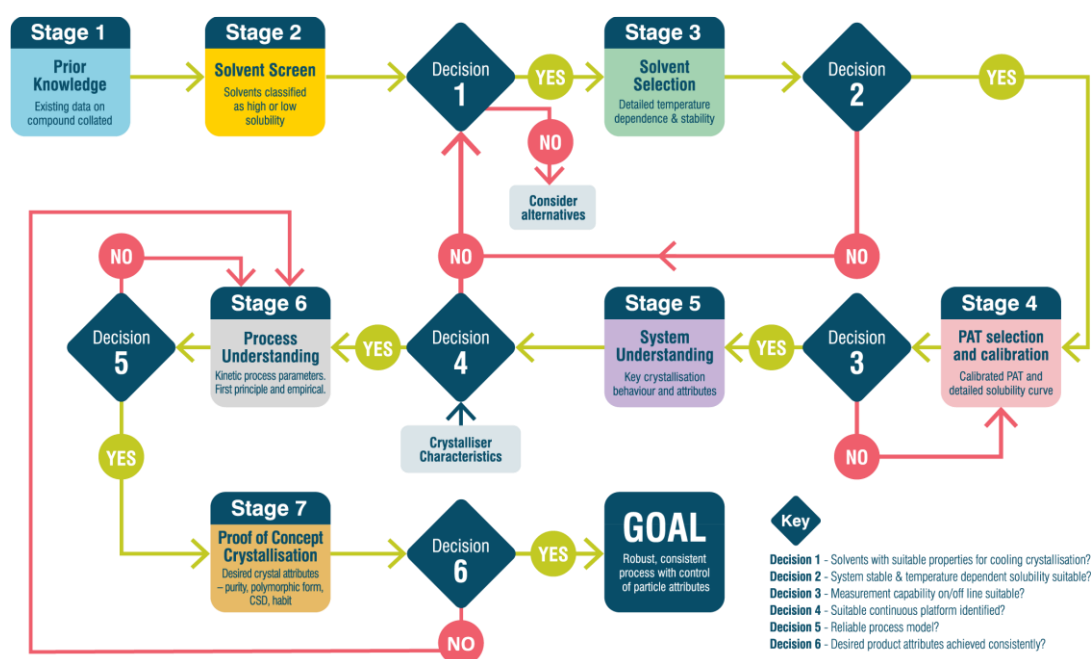 Stage 1
Prior
Knowledge
Existing data on
compound collated
Stage 2
Solvent Screen
Solvents classified
as high or low
solubility
Decision
1
YES
NO
Consider
alternatives
Stage 3
Solvent
Selection
Detailed temperature
dependence & stability
Decision
2
YES
NO
NO
NO
Decision
5
YES
Stage 6
Process
Understanding
Kinetic process parameters.
First principle and empirical.
YES
Decision
4
Crystalliser
Characteristics
Stage 5
System
Understanding
Key crystallisation
behaviour and attributes
YES
Decision
3
NO
Stage 4
PAT selection
and calibration
Calibrated PAT and
detailed solubility curve
Stage 7
Proof of Concept
Crystallisation
Desired crystal attributes
– purity, polymorphic form,
CSD, habit
Decision
6
YES
NO
GOAL
Robust, consistent
process with control
of particle attributes
Key
Decision 1 - Solvents with suitable properties for cooling crystallisation?
Decision 2 - System stable & temperature dependent solubility suitable?
Decision 3 - Measurement capability on/off line suitable?
Decision 4 - Suitable continuous platform identified?
Decision 5 - Reliable process model?
Decision 6 - Desired product attributes achieved consistently?